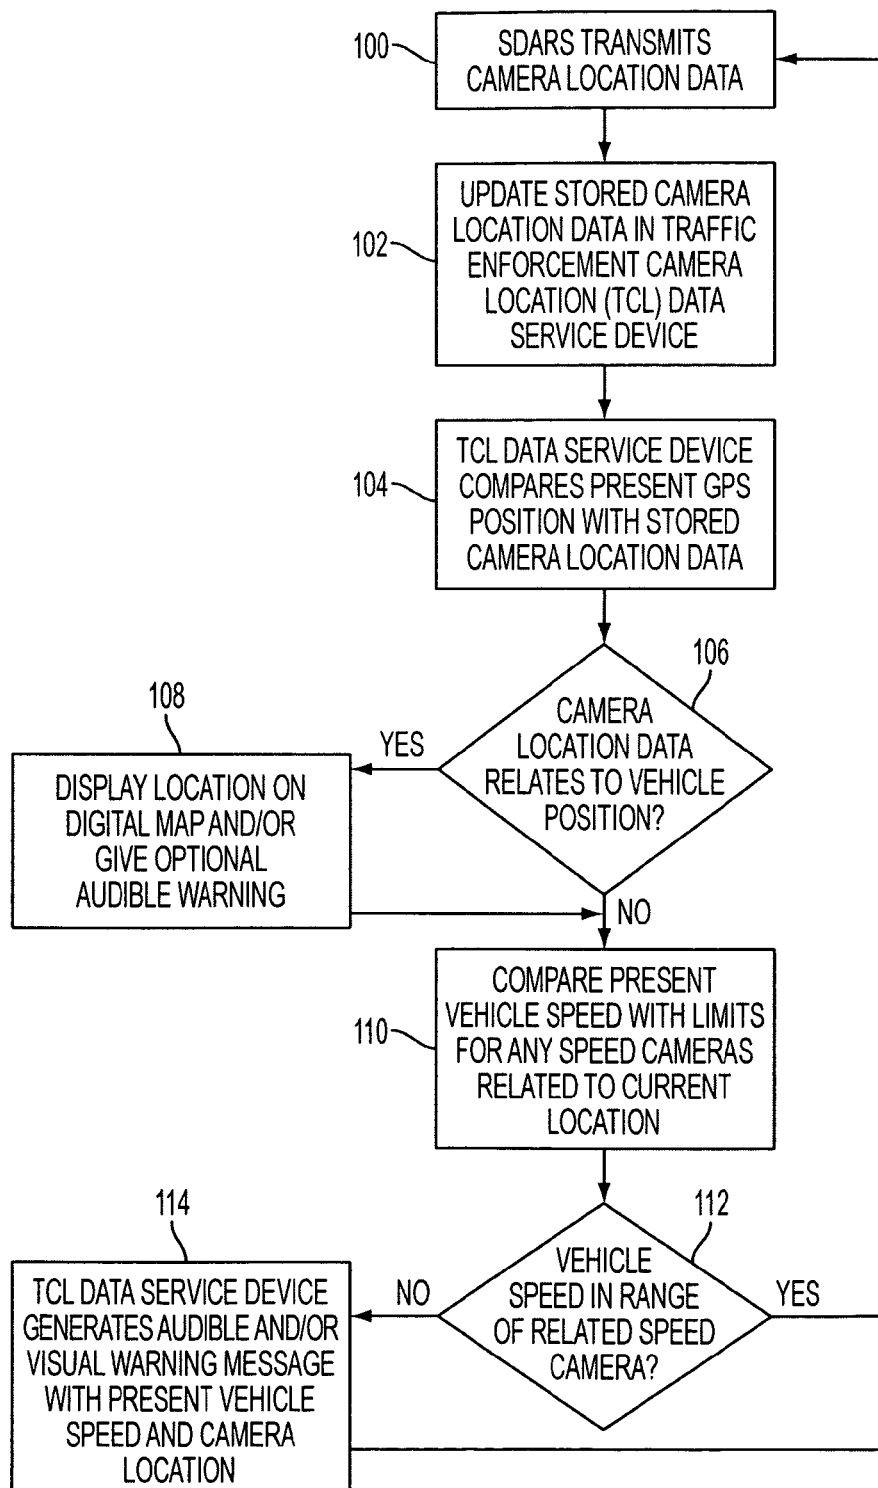 100
SDARS TRANSMITS
CAMERA LOCATION DATA
102
UPDATE STORED CAMERA
LOCATION DATA IN TRAFFIC
ENFORCEMENT CAMERA
LOCATION (TCL) DATA
SERVICE DEVICE
104
TCL DATA SERVICE DEVICE
COMPARES PRESENT GPS
POSITION WITH STORED
CAMERA LOCATION DATA
106
CAMERA
LOCATION DATA
RELATES TO VEHICLE
POSITION?
YES
108
DISPLAY LOCATION ON
DIGITAL MAP AND/OR
GIVE OPTIONAL
AUDIBLE WARNING
NO
110
COMPARE PRESENT
VEHICLE SPEED WITH LIMITS
FOR ANY SPEED CAMERAS
RELATED TO CURRENT
LOCATION
112
VEHICLE
SPEED IN RANGE
OF RELATED SPEED
CAMERA?
YES
NO
114
TCL DATA SERVICE DEVICE
GENERATES AUDIBLE AND/OR
VISUAL WARNING MESSAGE
WITH PRESENT VEHICLE
SPEED AND CAMERA
LOCATION